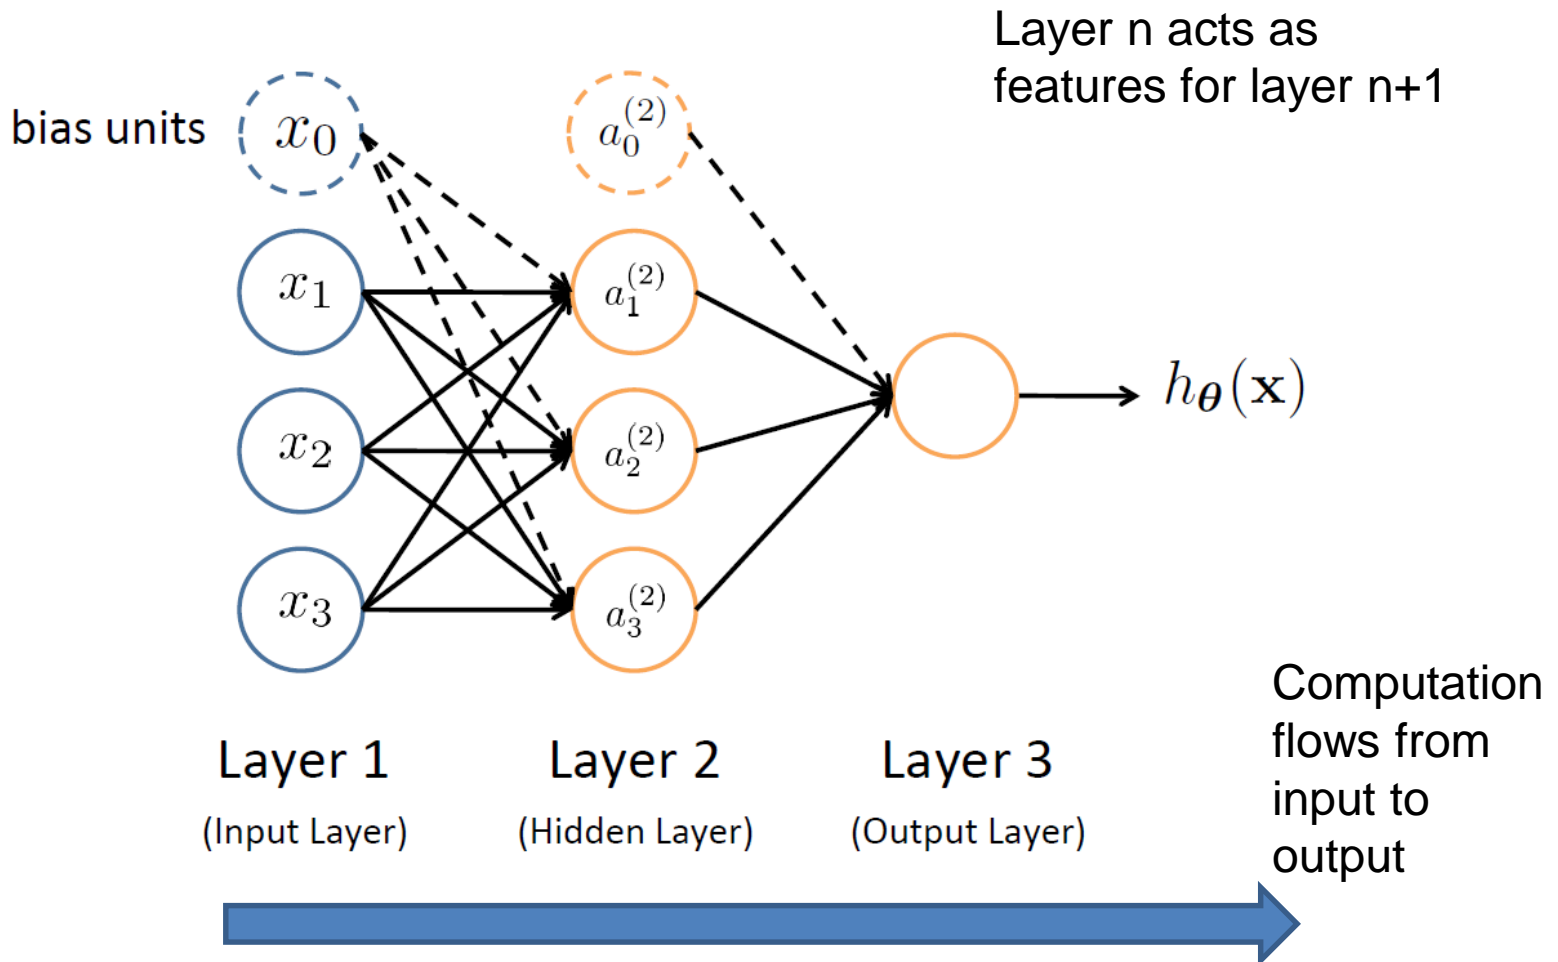 Layer n acts as
features for layer n+1
bias units
x₀
a₀⁽²⁾
x₁
a₁⁽²⁾
x₂
a₂⁽²⁾
x₃
a₃⁽²⁾
h_θ(x)
Layer 1
(Input Layer)
Layer 2
(Hidden Layer)
Layer 3
(Output Layer)
Computation
flows from
input to
output